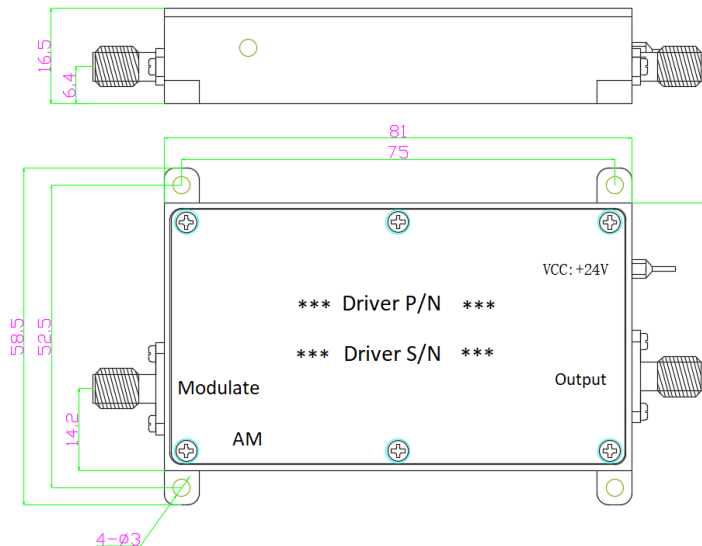 16.5
6.4
81
75
VCC:+24V
*** Driver P/N ***
*** Driver S/N ***
58.5
52.5
Modulate
Output
14.2
AM
4-ø3